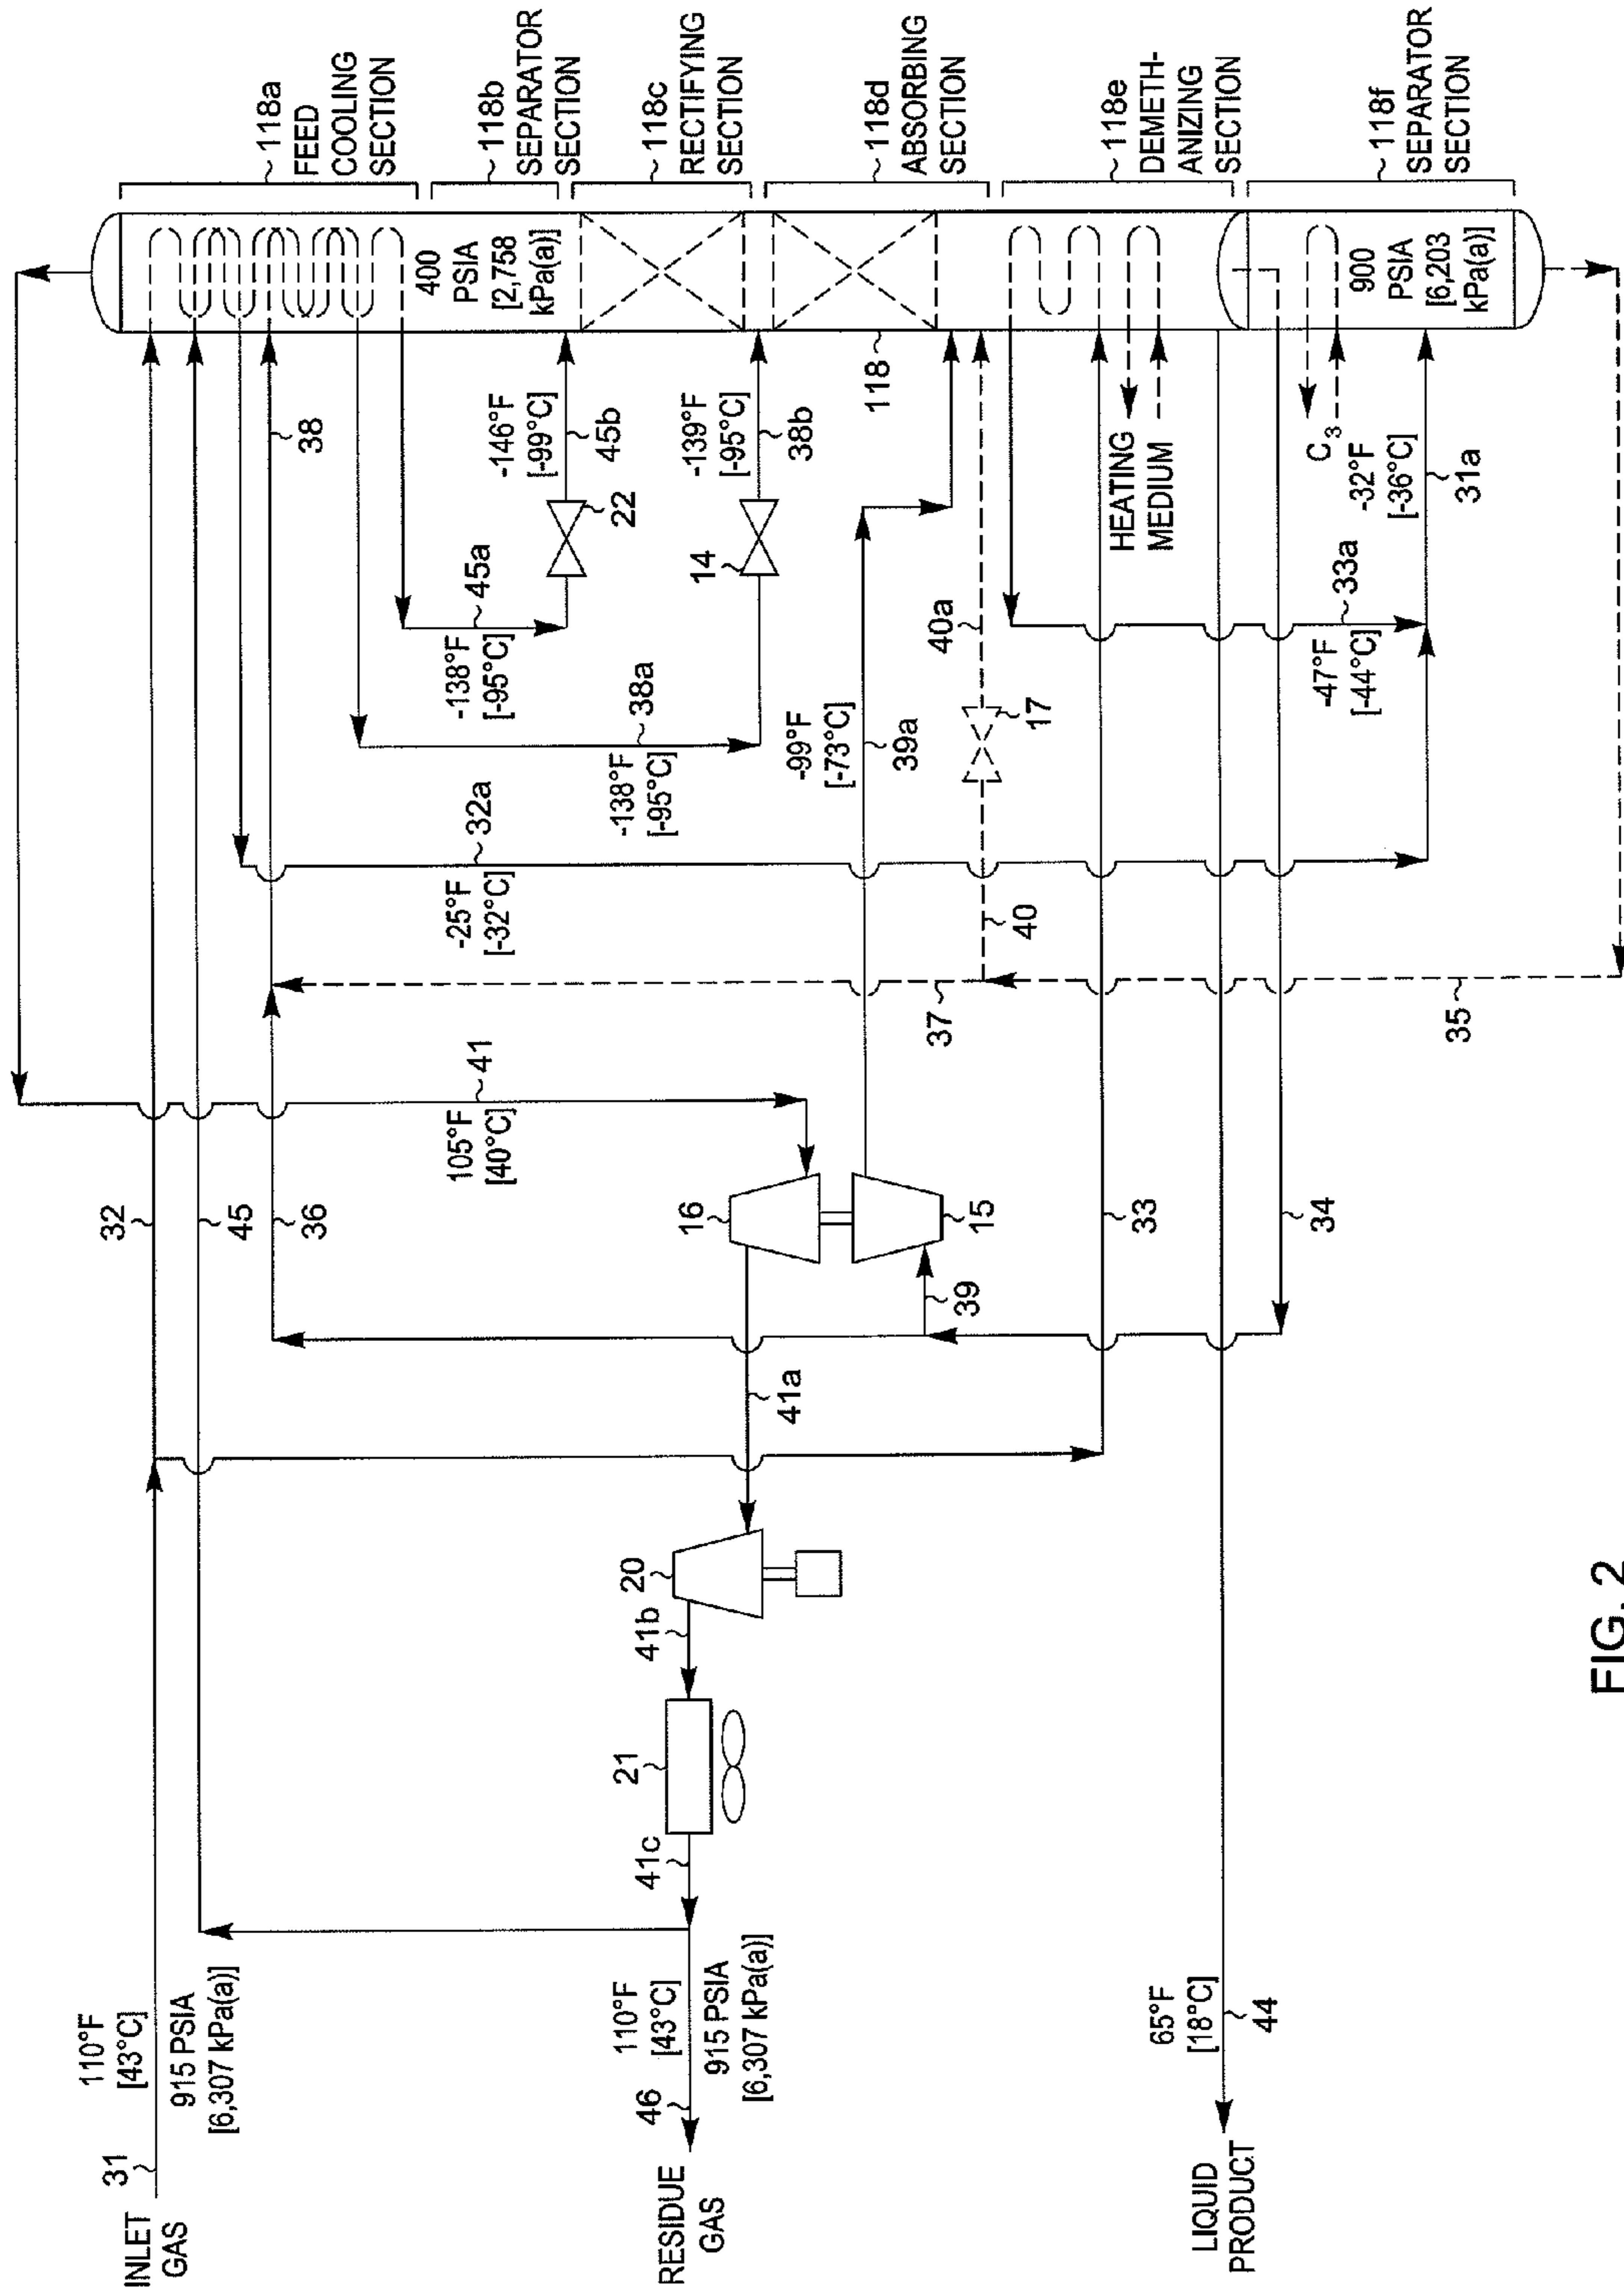 INLET
GAS
31
110°F
[43°C]
915 PSIA
[6,307 kPa(a)]
32
45
36
105°F
[40°C]
41
38
118a
FEED
COOLING
SECTION
118b
SEPARATOR
SECTION
118c
RECTIFYING
SECTION
118d
ABSORBING
SECTION
118e
DEMETH-
ANIZING
SECTION
118f
SEPARATOR
SECTION
400
PSIA
[2,758
kPa(a)]
900
PSIA
[6,203
kPa(a)]
118
-25°F
[-32°C]
32a
-138°F
[-95°C]
45a
22
-146°F
[-99°C]
45b
-138°F
[-95°C]
38a
14
-139°F
[-95°C]
38b
-99°F
[-73°C]
39a
40
17
40a
37
35
HEATING
MEDIUM
C3
-32°F
[-36°C]
31a
-47°F
[-44°C]
33a
33
34
16
15
39
41a
20
41b
21
41c
RESIDUE
GAS
46
110°F
[43°C]
915 PSIA
[6,307 kPa(a)]
LIQUID
PRODUCT
65°F
[18°C]
44
FIG. 2